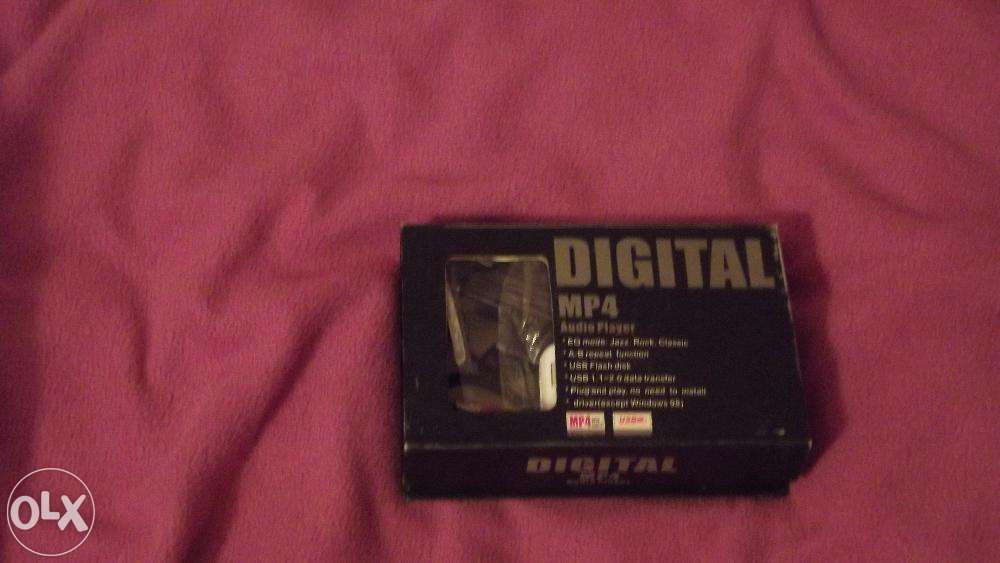 DIGITAL
MP4
Audio Player
* EQ mode: Jazz, Rock, Classic
* A-B repeat function
* USB Flash disk
* USB 1.1~2.0 data transfer
* Plug and play, no need to install
* driver(except Windows 98)
MP4
DIGITAL
MP4
OLX